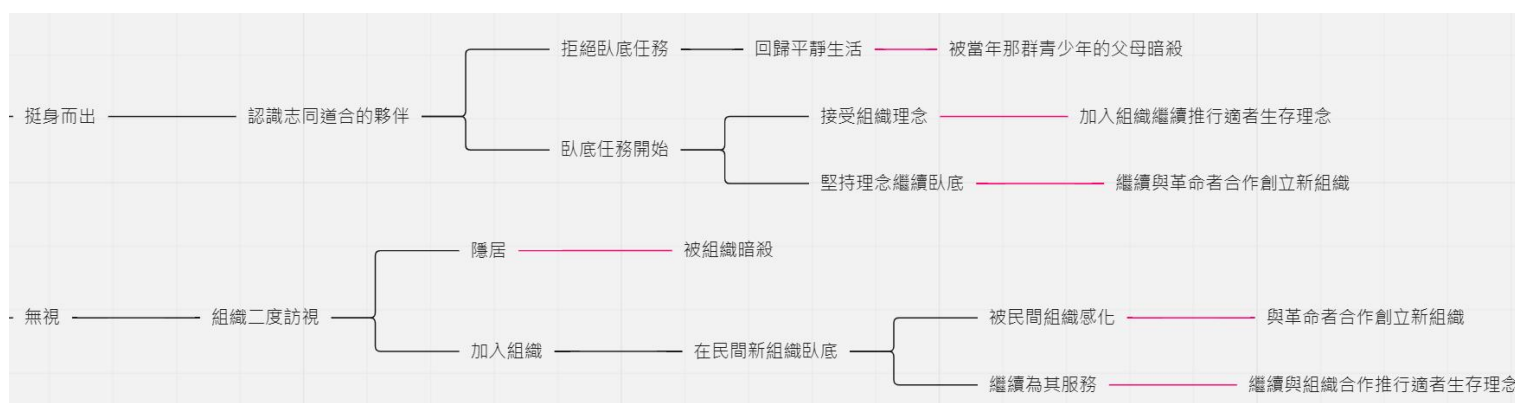 拒絕臥底任務 回歸平靜生活 被當年那群青少年的父母暗殺
挺身而出 認識志同道合的夥伴
接受組織理念 加入組織繼續推行適者生存理念
臥底任務開始
堅持理念繼續臥底 繼續與革命者合作創立新組織
隱居 被組織暗殺
無視 組織二度訪視
被民間組織感化 與革命者合作創立新組織
加入組織 在民間新組織臥底
繼續為其服務 繼續與組織合作推行適者生存理念